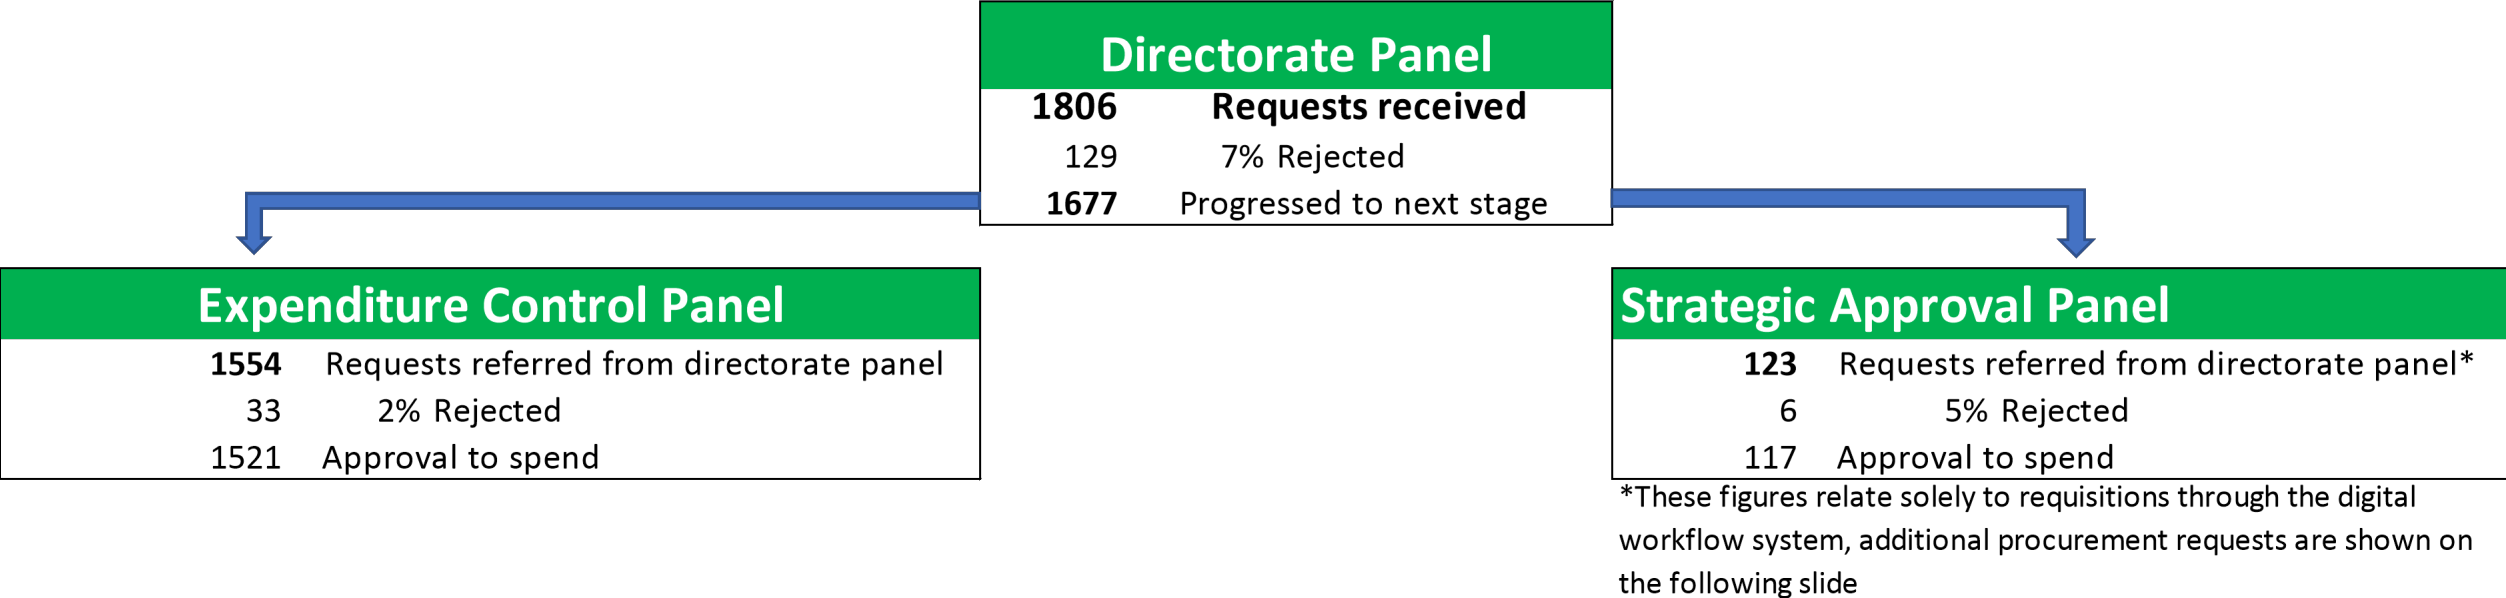 Directorate Panel
1806 Requests received
129 7% Rejected
1677 Progressed to next stage
Expenditure Control Panel
1554 Requests referred from directorate panel
33 2% Rejected
1521 Approval to spend
Strategic Approval Panel
123 Requests referred from directorate panel*
6 5% Rejected
117 Approval to spend
*These figures relate solely to requisitions through the digital
workflow system, additional procurement requests are shown on
the following slide